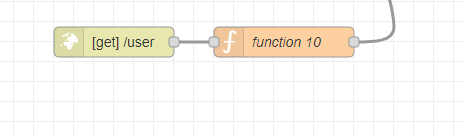 [get] /user
function 10